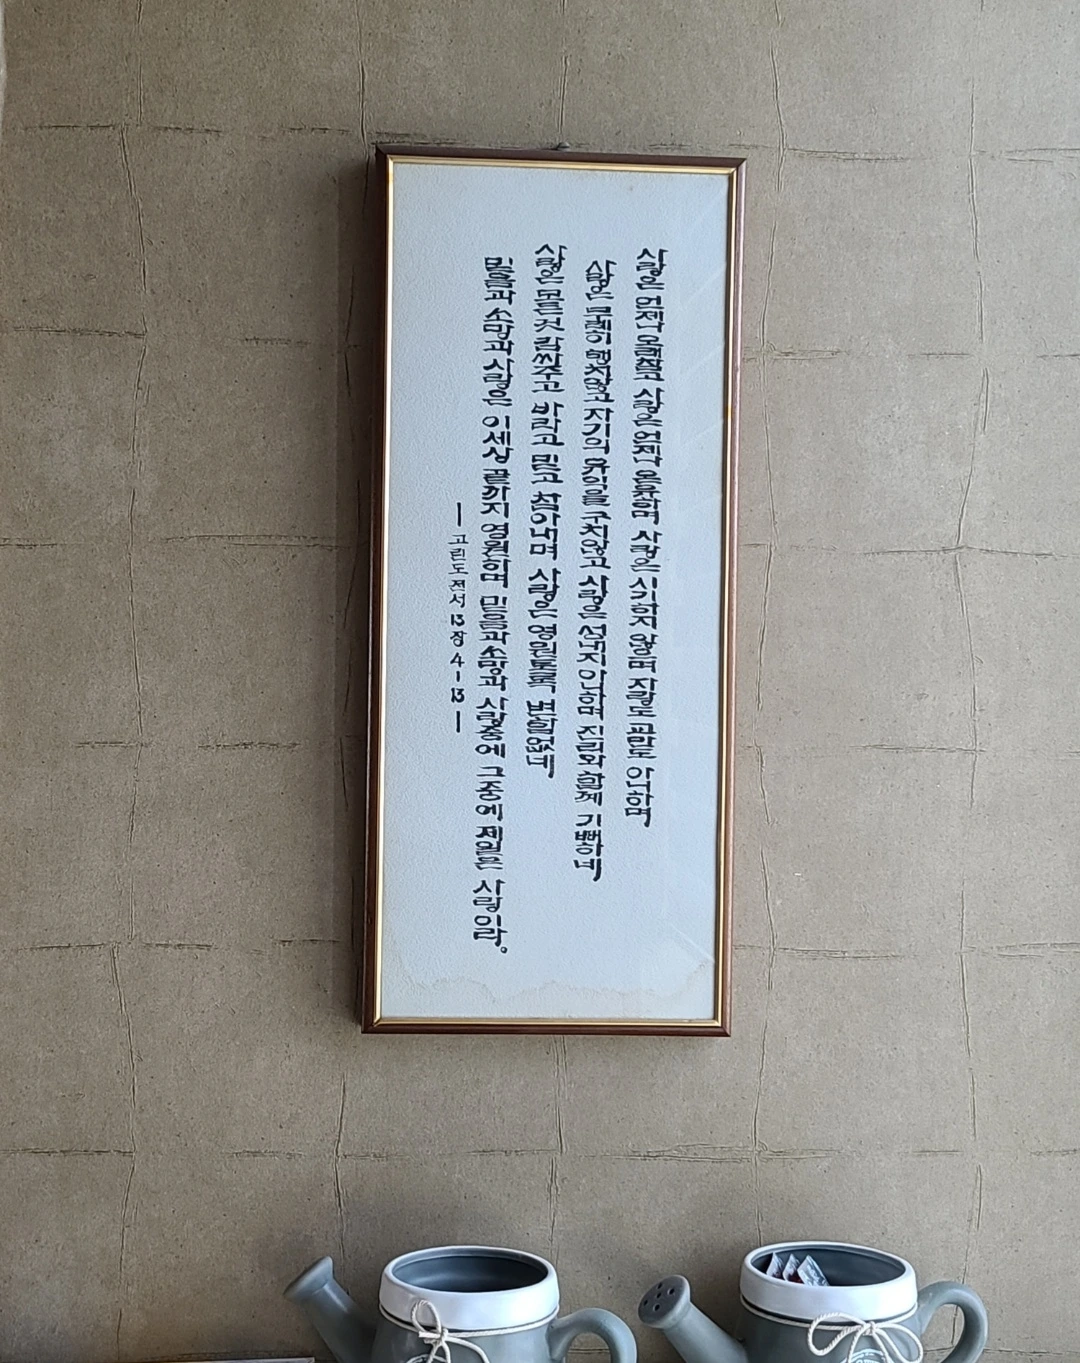 사랑은 언제나 오래참고 사랑은 언제나 온유하며 사랑은 시기하지 않으며 자랑도 교만도 아니하며
사랑은 무례히 행치않고 자기의 유익을 구치않고 사랑은 성내지 아니하며 진리와 함께 기뻐하네
사랑은 모든것 감싸주고 바라고 믿고 참아내며 사랑은 영원토록 변함없네
믿음과 소망과 사랑은 이세상 끝까지 영원하며 믿음과 소망과 사랑중에 그중에 제일은 사랑이라。
— 고린도전서 13장 4-13 —